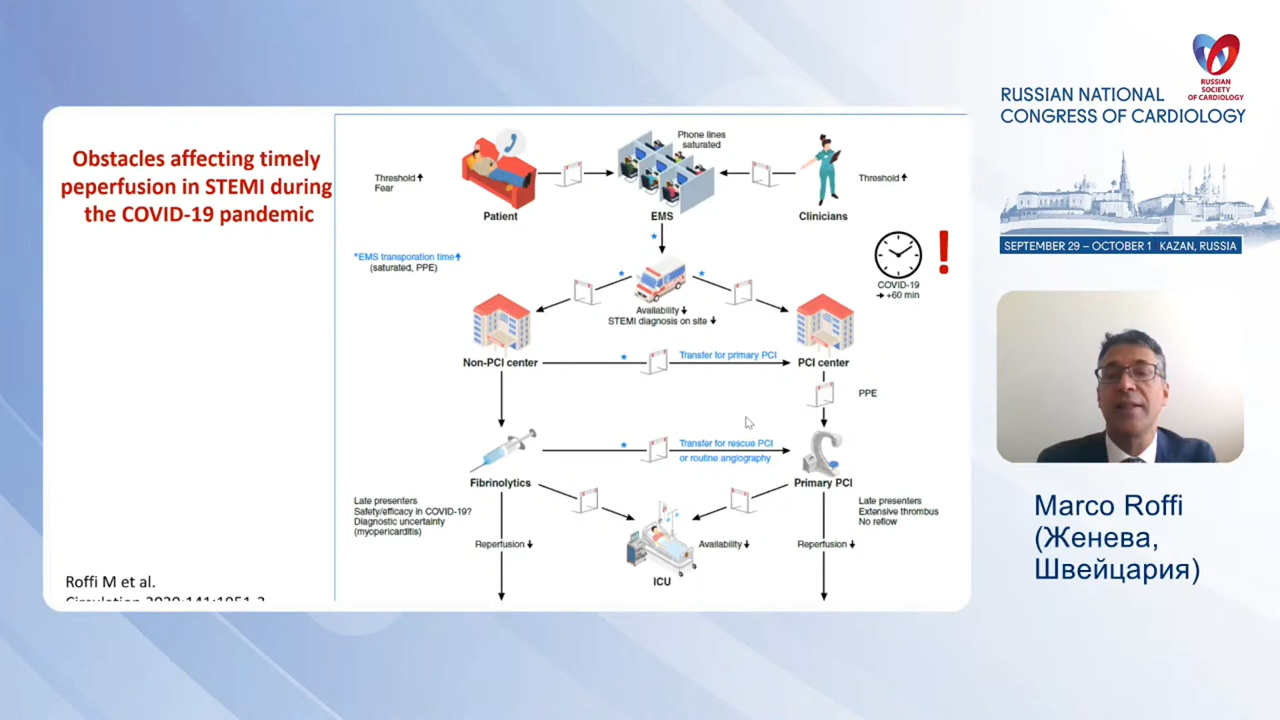 Obstacles affecting timely
peperfusion in STEMI during
the COVID-19 pandemic
Roffi M et al.
Circulation 2020;141:1951-3
Threshold ↑
Fear
Patient
Phone lines
saturated
EMS
Clinicians
Threshold ↑
*EMS transporation time↑
(saturated, PPE)
COVID-19
→ +60 min
Availability ↓
STEMI diagnosis on site ↓
Non-PCI center
Transfer for primary PCI
PCI center
PPE
Transfer for rescue PCI
or routine angiography
Fibrinolytics
Primary PCI
Late presenters
Safety/efficacy in COVID-19?
Diagnostic uncertainty
(myopericarditis)
Late presenters
Extensive thrombus
No reflow
Reperfusion ↓
Availability ↓
Reperfusion ↓
ICU
RUSSIAN
SOCIETY
OF CARDIOLOGY
RUSSIAN NATIONAL
CONGRESS OF CARDIOLOGY
SEPTEMBER 29 – OCTOBER 1 KAZAN, RUSSIA
Marco Roffi
(Женева,
Швейцария)